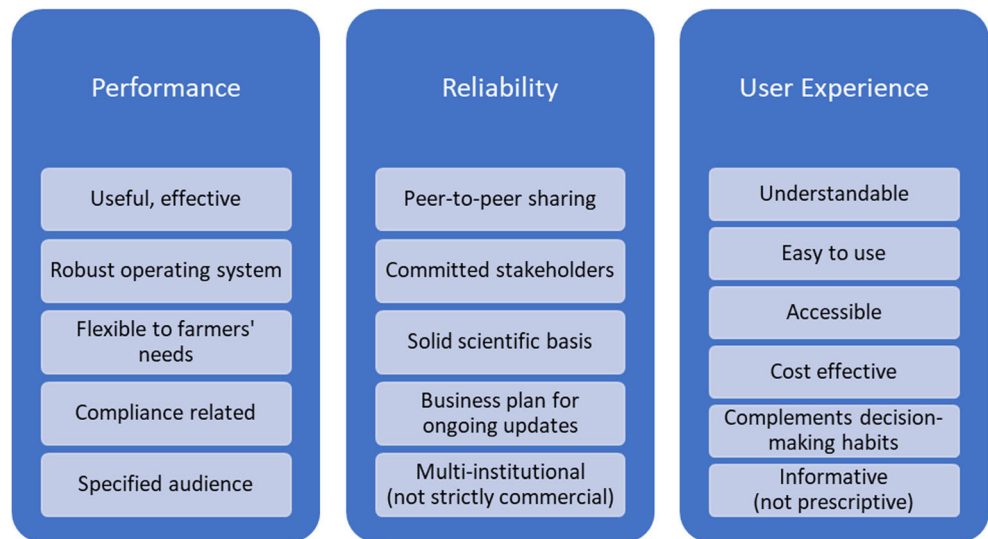 Performance
Useful, effective
Robust operating system
Flexible to farmers'
needs
Compliance related
Specified audience
Reliability
Peer-to-peer sharing
Committed stakeholders
Solid scientific basis
Business plan for
ongoing updates
Multi-institutional
(not strictly commercial)
User Experience
Understandable
Easy to use
Accessible
Cost effective
Complements decision-
making habits
Informative
(not prescriptive)